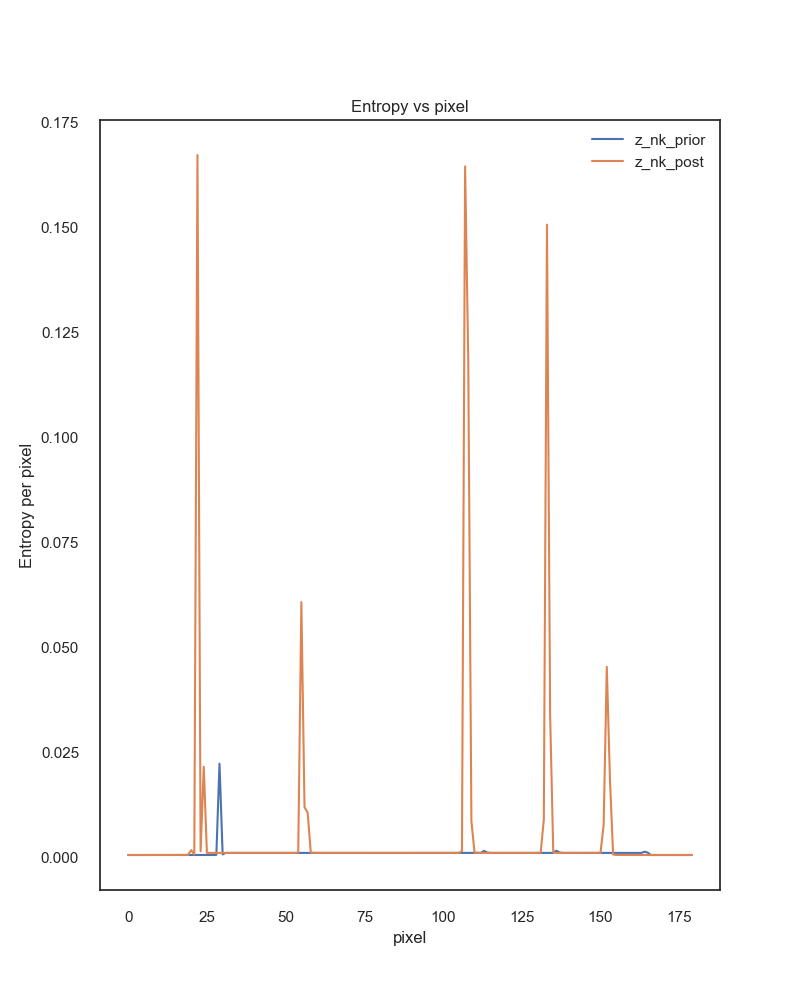 Entropy vs pixel
z_nk_prior
z_nk_post
Entropy per pixel
0.175
0.150
0.125
0.100
0.075
0.050
0.025
0.000
0 25 50 75 100 125 150 175
pixel